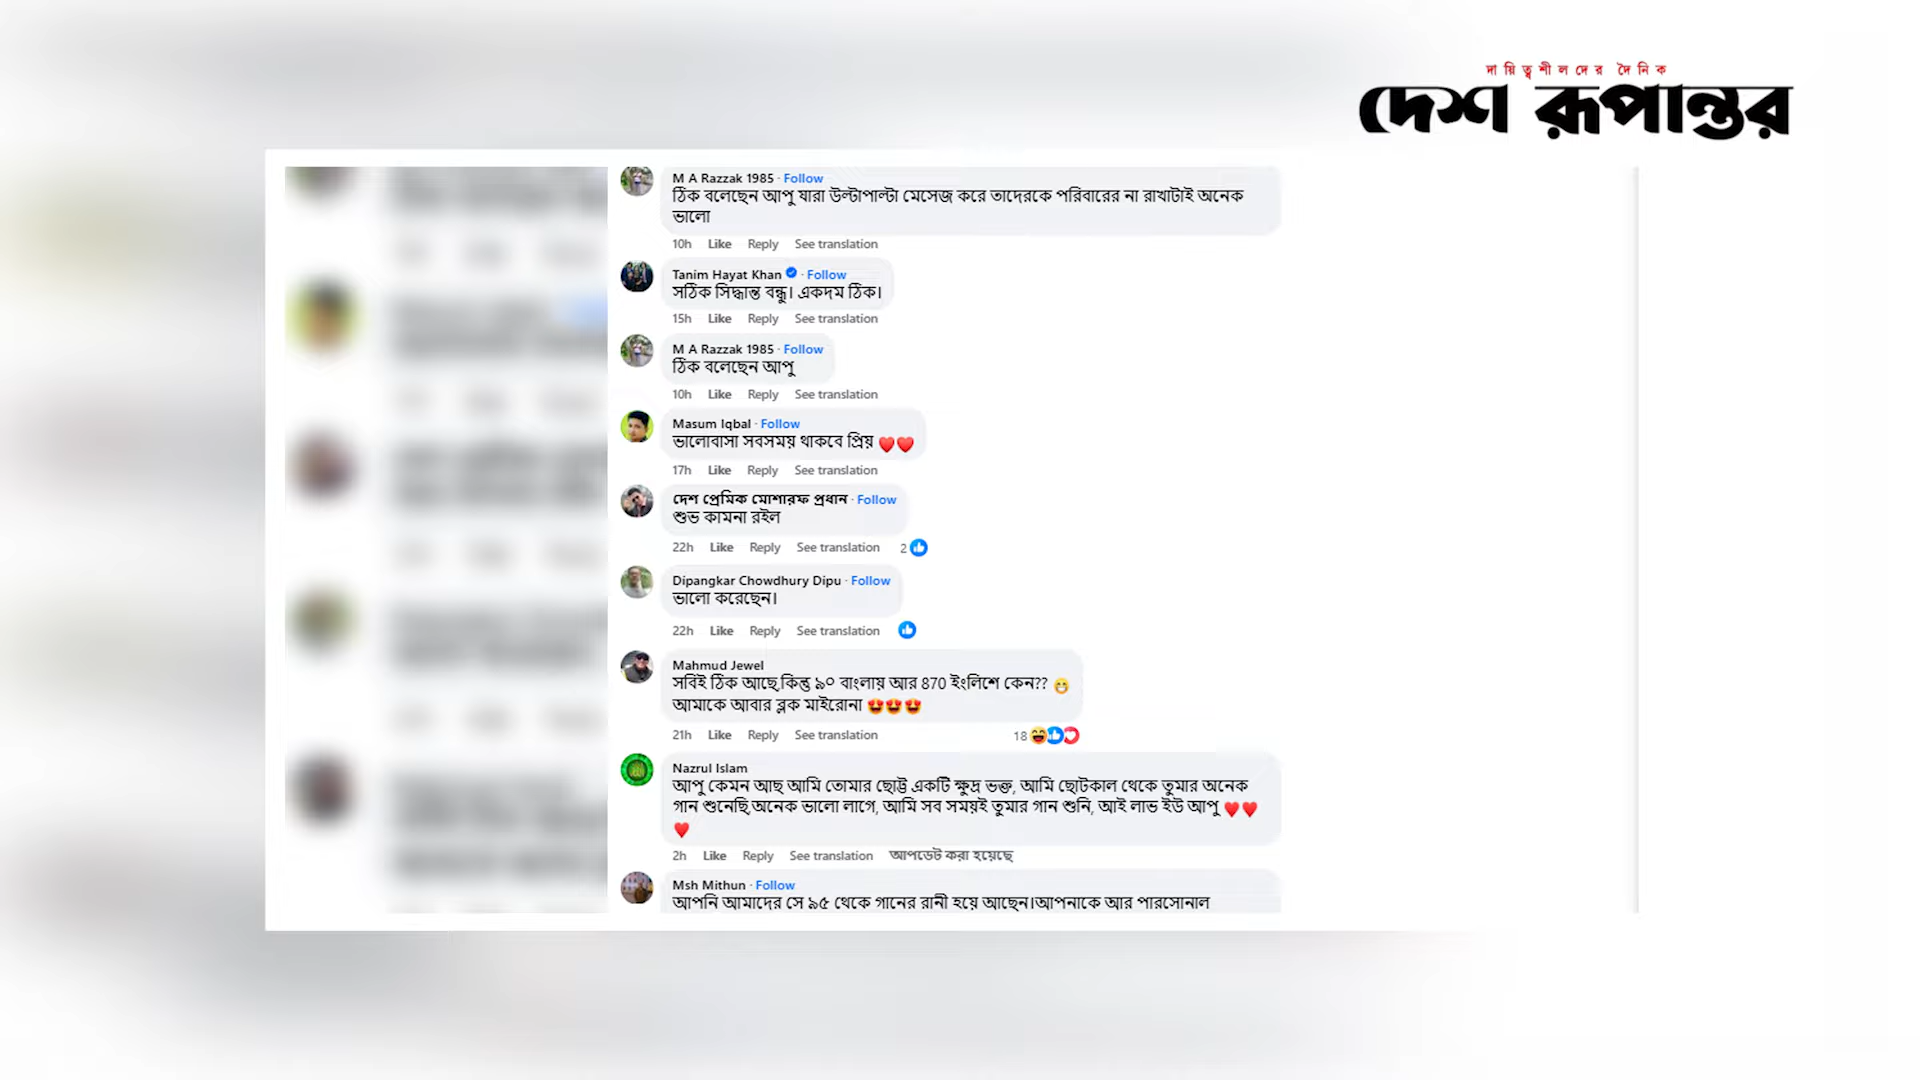 দায়িত্বশীলদের দৈনিক
দেশ রূপান্তর
M A Razzak 1985 · Follow
ঠিক বলেছেন আপু যারা উল্টাপাল্টা মেসেজ করে তাদেরকে পরিবারের না রাখাটাই অনেক
ভালো
10h Like Reply See translation
Tanim Hayat Khan · Follow
সঠিক সিদ্ধান্ত বন্ধু। একদম ঠিক।
15h Like Reply See translation
M A Razzak 1985 · Follow
ঠিক বলেছেন আপু
10h Like Reply See translation
Masum Iqbal · Follow
ভালোবাসা সবসময় থাকবে প্রিয় ❤️❤️
17h Like Reply See translation
দেশ প্রেমিক মোশারফ প্রধান · Follow
শুভ কামনা রইল
22h Like Reply See translation 2
Dipangkar Chowdhury Dipu · Follow
ভালো করেছেন।
22h Like Reply See translation
Mahmud Jewel
সবিই ঠিক আছে,কিন্তু ৯০ বাংলায় আর 870 ইংলিশে কেন?? 😁
আমাকে আবার ব্লক মাইরোনা 🤩🤩🤩
21h Like Reply See translation 18
Nazrul Islam
আপু কেমন আছ আমি তোমার ছোট্ট একটি ক্ষুদ্র ভক্ত, আমি ছোটকাল থেকে তুমার অনেক
গান শুনেছি,অনেক ভালো লাগে, আমি সব সময়ই তুমার গান শুনি, আই লাভ ইউ আপু ❤️❤️
❤️
2h Like Reply See translation আপডেট করা হয়েছে
Msh Mithun · Follow
আপনি আমাদের সে ৯৫ থেকে গানের রানী হয়ে আছেন।আপনাকে আর পারসোনাল